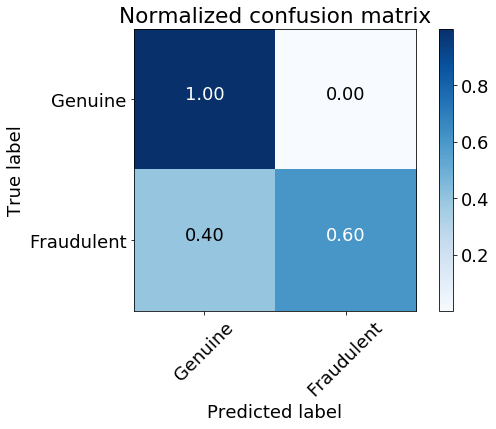 Normalized confusion matrix
True label
Genuine
1.00
0.00
Fraudulent
0.40
0.60
Genuine
Fraudulent
Predicted label
0.8
0.6
0.4
0.2